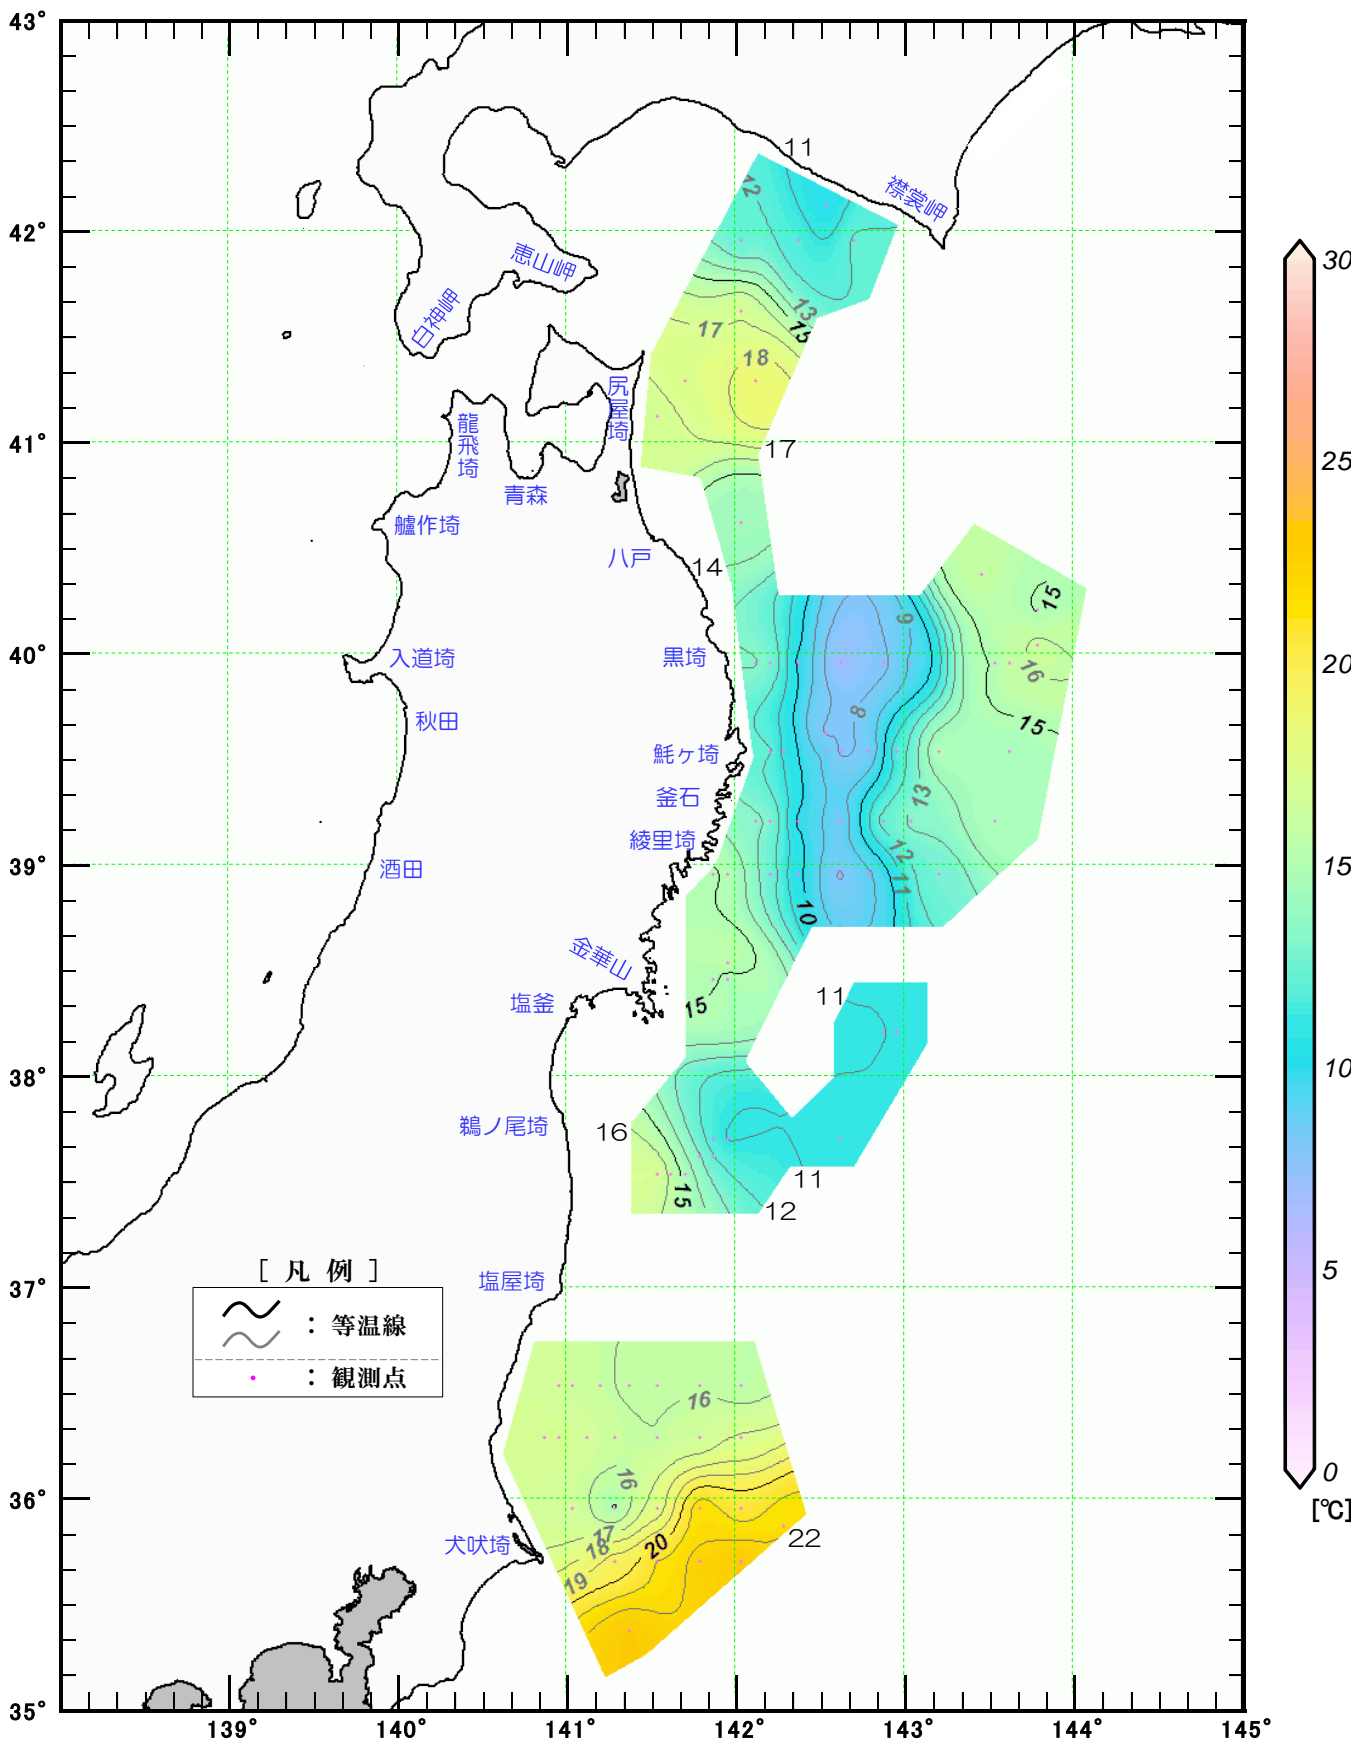 43°
42°
41°
40°
39°
38°
37°
36°
35°
139°
140°
141°
142°
143°
144°
145°
襟裳岬
恵山岬
白神岬
尻屋埼
龍飛埼
青森
艫作埼
八戸
入道埼
黒埼
秋田
魹ヶ埼
釜石
綾里埼
酒田
金華山
塩釜
鵜ノ尾埼
塩屋埼
犬吠埼
11
12
13
15
17
18
17
14
9
15
16
15
8
13
12
11
10
15
11
16
15
11
12
16
16
17
18
19
20
22
[ 凡 例 ]
：等温線
：観測点
30
25
20
15
10
5
0
[℃]